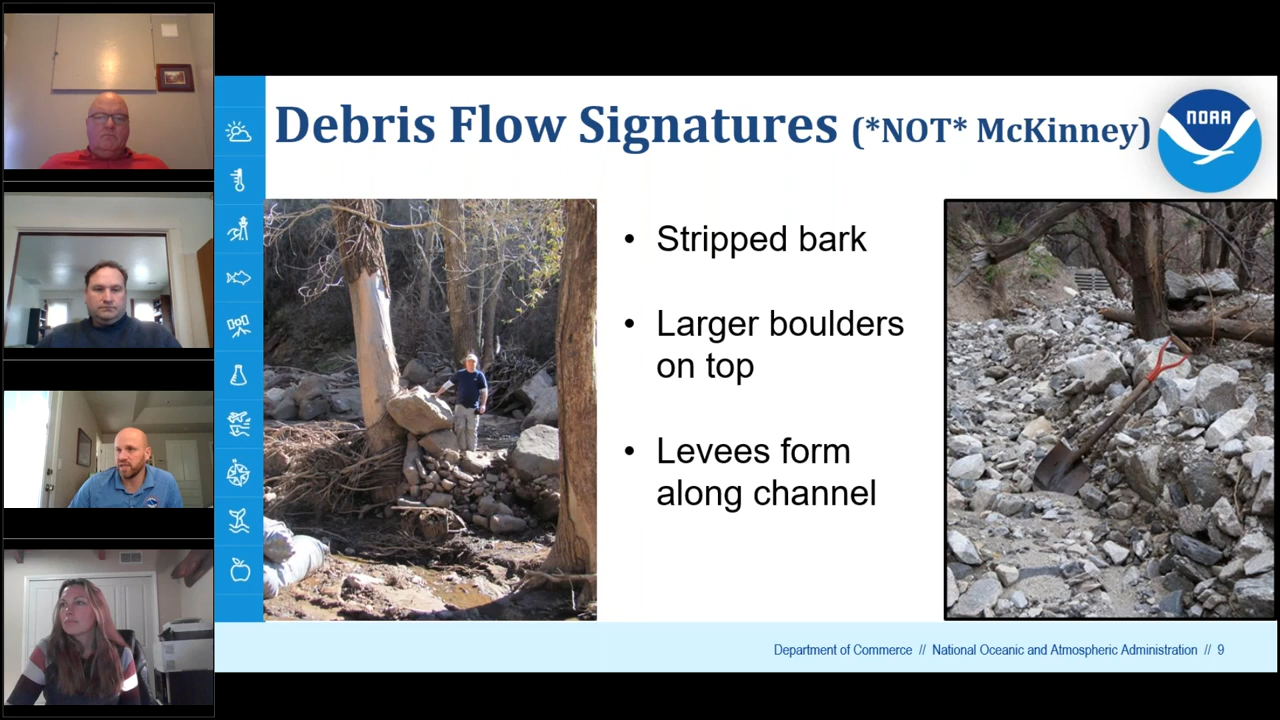 Debris Flow Signatures (*NOT* McKinney)
NOAA
• Stripped bark
• Larger boulders
on top
• Levees form
along channel
Department of Commerce // National Oceanic and Atmospheric Administration // 9